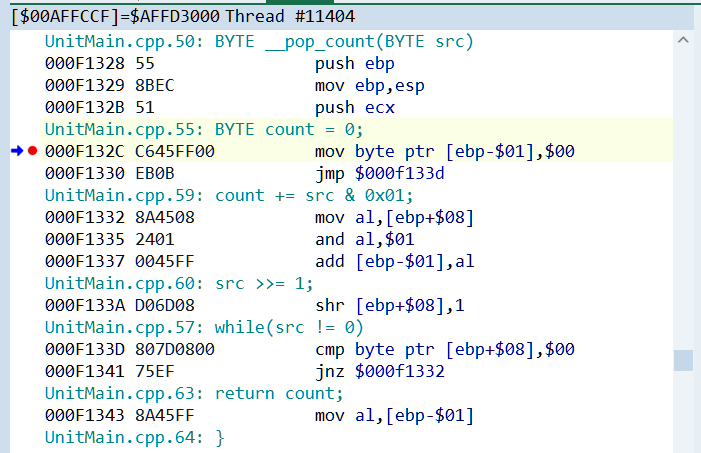 [$00AFFCCF]=$AFFD3000 Thread #11404
UnitMain.cpp.50: BYTE __pop_count(BYTE src)
000F1328 55 push ebp
000F1329 8BEC mov ebp,esp
000F132B 51 push ecx
UnitMain.cpp.55: BYTE count = 0;
000F132C C645FF00 mov byte ptr [ebp-$01],$00
000F1330 EB0B jmp $000f133d
UnitMain.cpp.59: count += src & 0x01;
000F1332 8A4508 mov al,[ebp+$08]
000F1335 2401 and al,$01
000F1337 0045FF add [ebp-$01],al
UnitMain.cpp.60: src >>= 1;
000F133A D06D08 shr [ebp+$08],1
UnitMain.cpp.57: while(src != 0)
000F133D 807D0800 cmp byte ptr [ebp+$08],$00
000F1341 75EF jnz $000f1332
UnitMain.cpp.63: return count;
000F1343 8A45FF mov al,[ebp-$01]
UnitMain.cpp.64: }